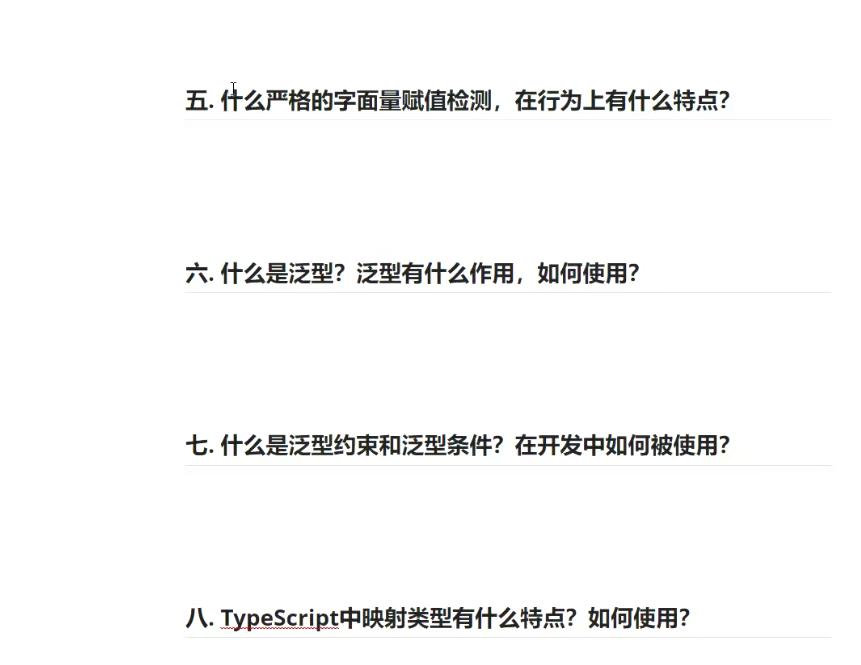 五. 什么严格的字面量赋值检测，在行为上有什么特点？
六. 什么是泛型？泛型有什么作用，如何使用？
七. 什么是泛型约束和泛型条件？在开发中如何被使用？
八. TypeScript中映射类型有什么特点？如何使用？